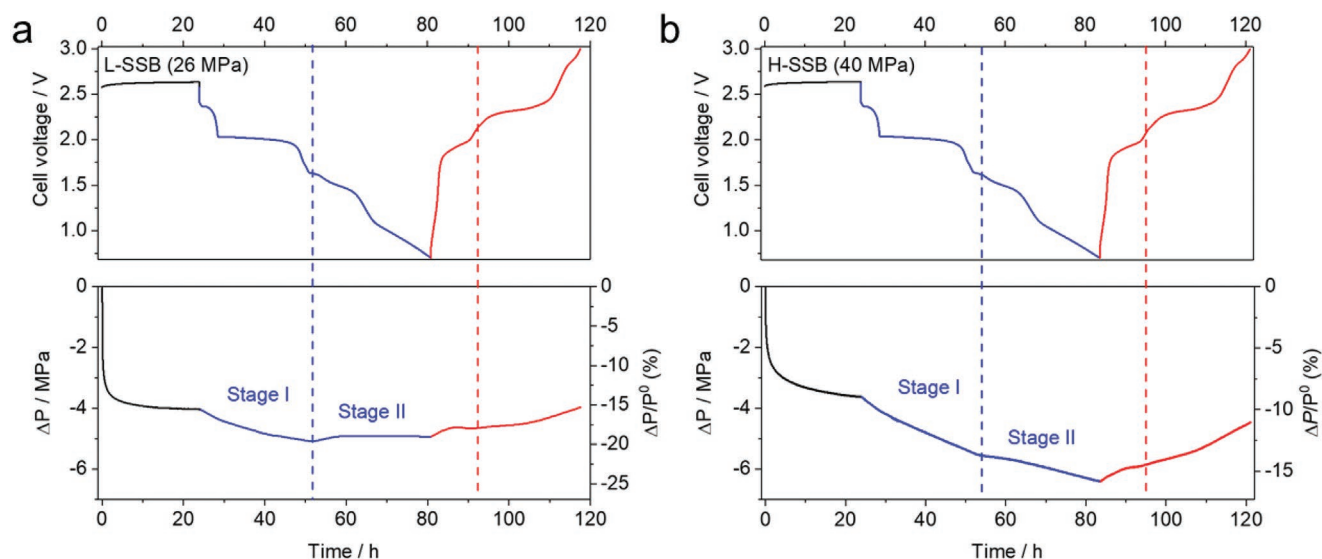 a
0 20 40 60 80 100 120
3.0
2.5
2.0
1.5
1.0
Cell voltage / V
L-SSB (26 MPa)
0
-2
-4
-6
ΔP / MPa
Stage I
Stage II
0
-5
-10
-15
-20
-25
ΔP/P⁰ (%)
0 20 40 60 80 100 120
Time / h
b
0 20 40 60 80 100 120
3.0
2.5
2.0
1.5
1.0
Cell voltage / V
H-SSB (40 MPa)
0
-2
-4
-6
ΔP / MPa
Stage I
Stage II
0
-5
-10
-15
ΔP/P⁰ (%)
0 20 40 60 80 100 120
Time / h